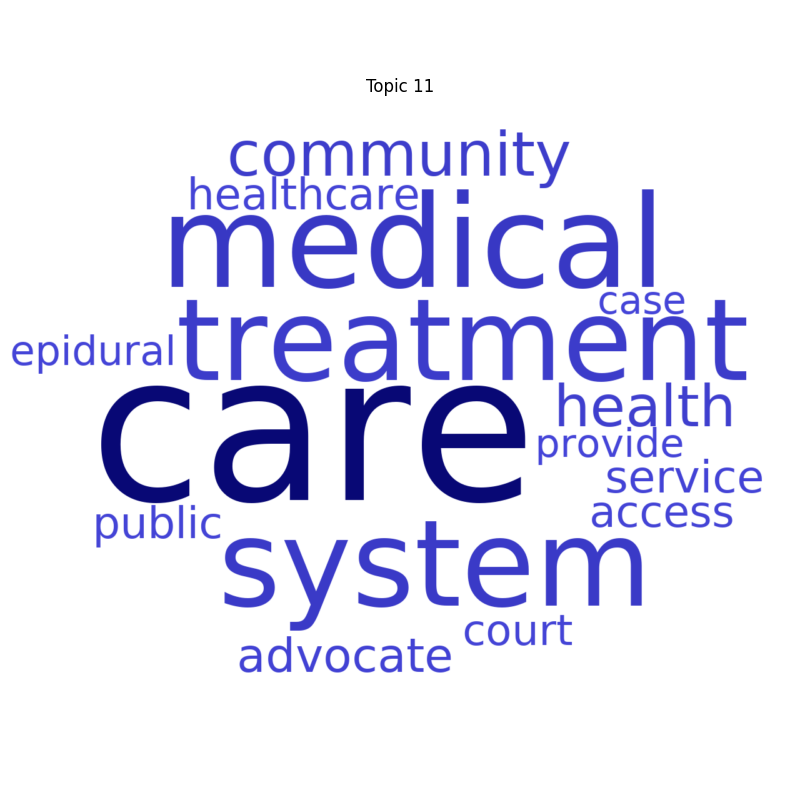 Topic 11
community
healthcare
medical
case
treatment
epidural
care
health
provide
service
access
public
system
court
advocate